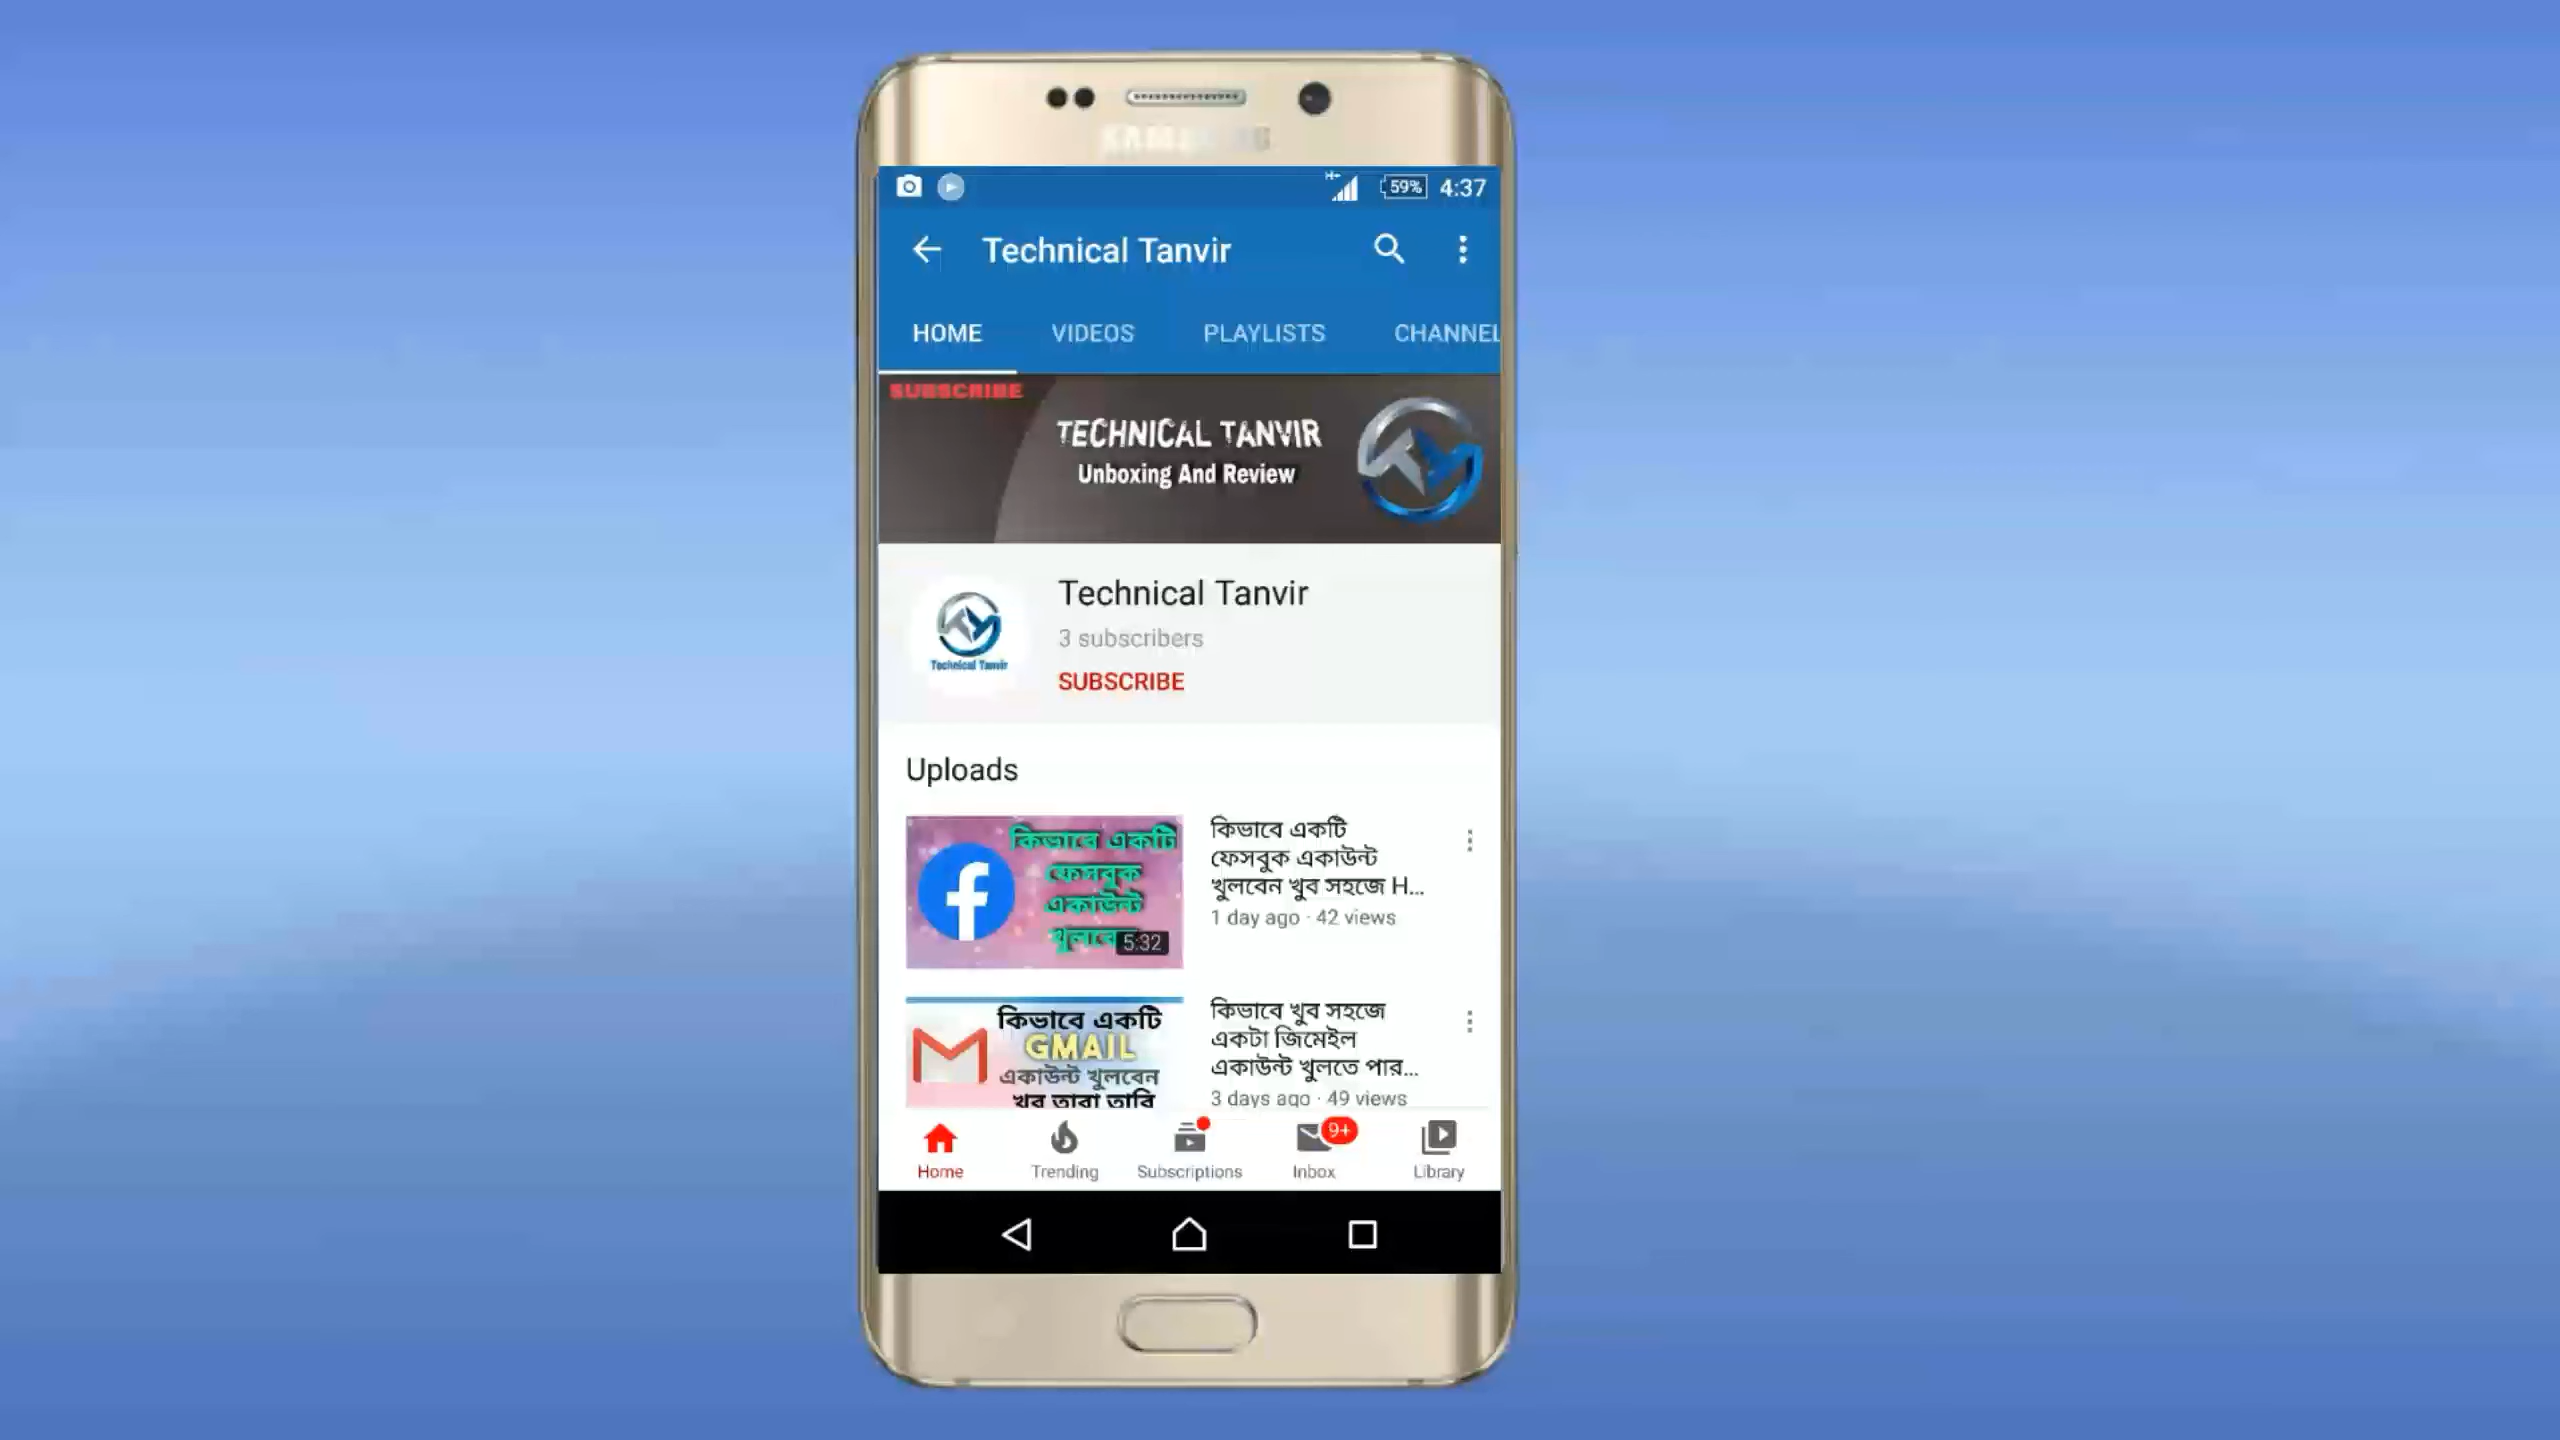 SAMSUNG
59% 4:37
Technical Tanvir
HOME VIDEOS PLAYLISTS CHANNEL
SUBSCRIBE
TECHNICAL TANVIR
Unboxing And Review
Technical Tanvir
Technical Tanvir
3 subscribers
SUBSCRIBE
Uploads
কিভাবে একটি
ফেসবুক
একাউন্ট
খুলবেন
5:32
কিভাবে একটি
ফেসবুক একাউন্ট
খুলবেন খুব সহজে H...
1 day ago · 42 views
কিভাবে একটি
GMAIL
একাউন্ট খুলবেন
খুব তারা তারি
কিভাবে খুব সহজে
একটা জিমেইল
একাউন্ট খুলতে পার...
3 days ago · 49 views
9+
Home Trending Subscriptions Inbox Library